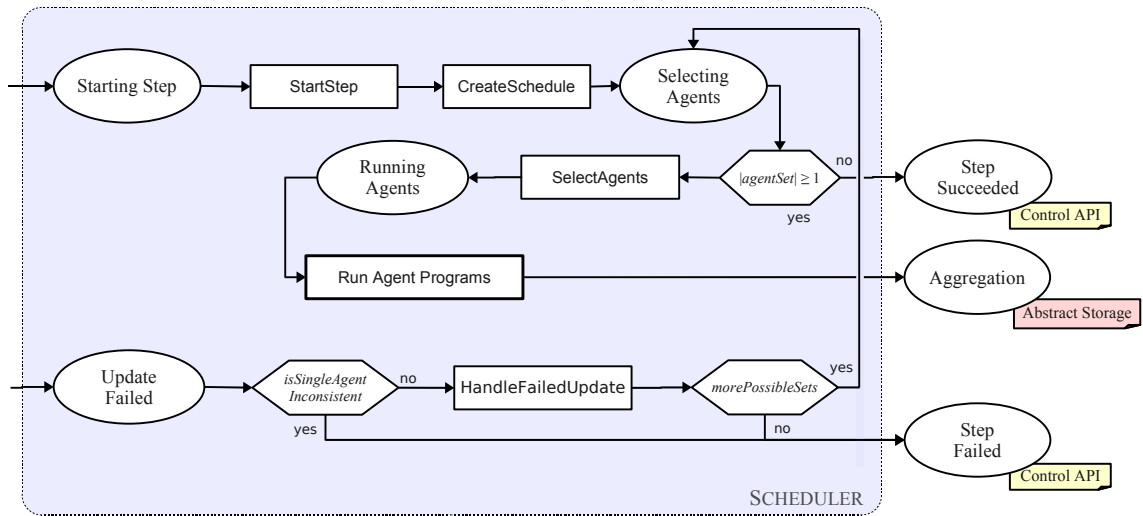 Starting Step
StartStep
CreateSchedule
Selecting
Agents
Running
Agents
SelectAgents
|agentSet| ≥ 1
no
yes
Step
Succeeded
Control API
Run Agent Programs
Aggregation
Abstract Storage
Update
Failed
isSingleAgent
Inconsistent
no
yes
HandleFailedUpdate
morePossibleSets
yes
no
Step
Failed
Control API
SCHEDULER